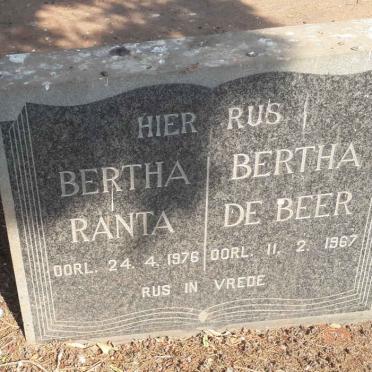 HIER RUS
BERTHA RANTA
OORL. 24. 4. 1976
BERTHA DE BEER
OORL. 11. 2. 1967
RUS IN VREDE